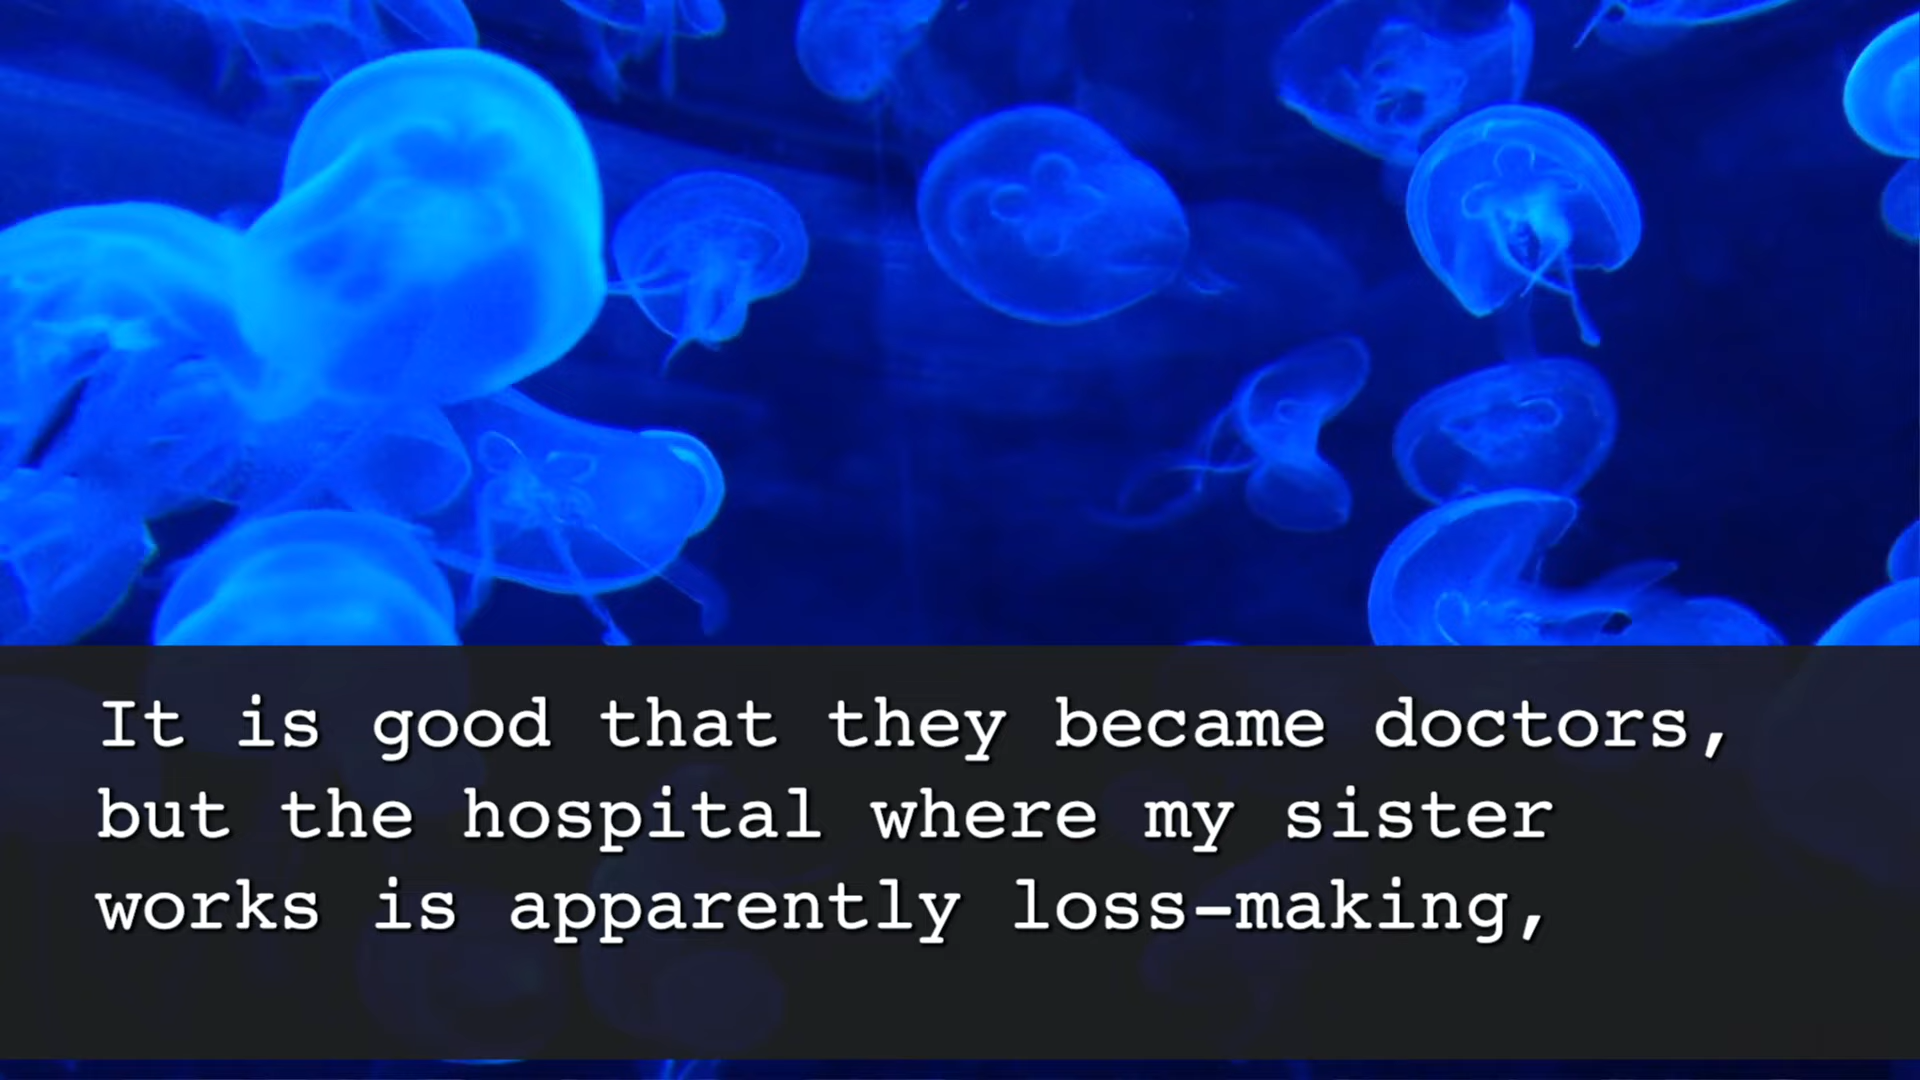 It is good that they became doctors,
but the hospital where my sister
works is apparently loss-making,